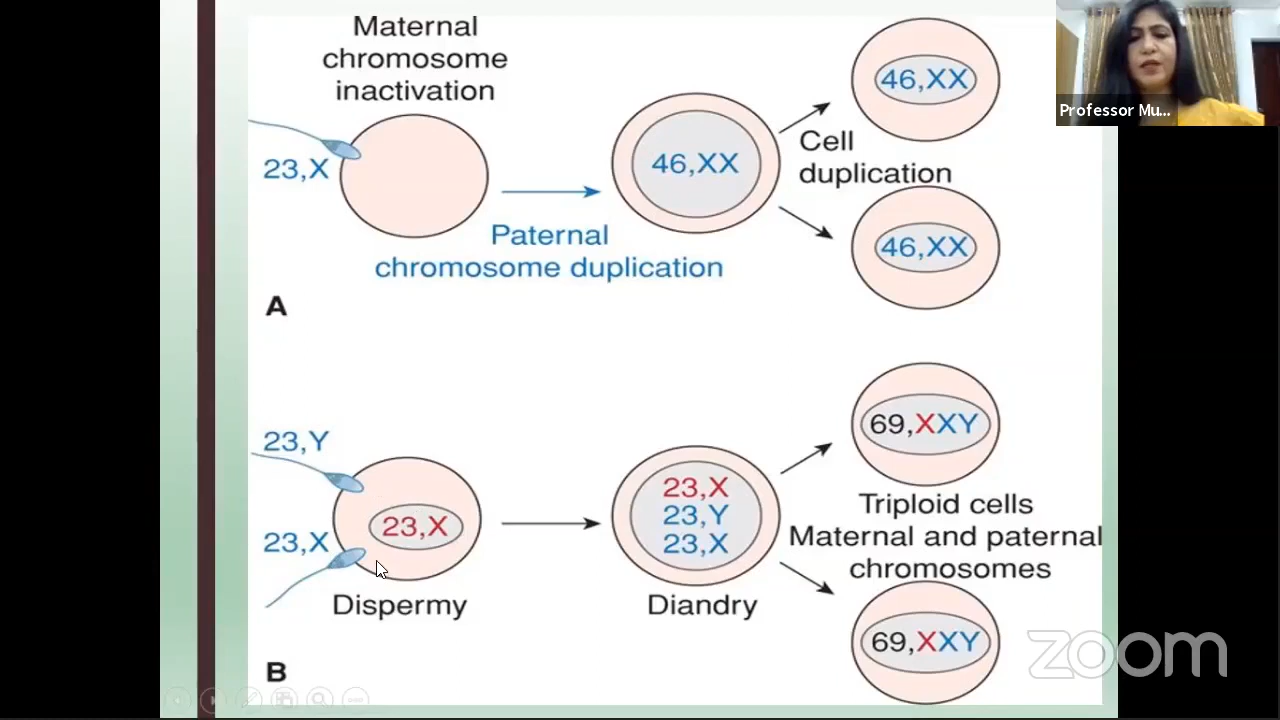 Maternal
chromosome
inactivation
23,X
46,XX
Cell
duplication
46,XX
46,XX
Paternal
chromosome duplication
A
23,Y
23,X
23,X
Dispermy
23,X
23,Y
23,X
Diandry
69,XXY
Triploid cells
Maternal and paternal
chromosomes
69,XXY
B
Professor Mu...
zoom